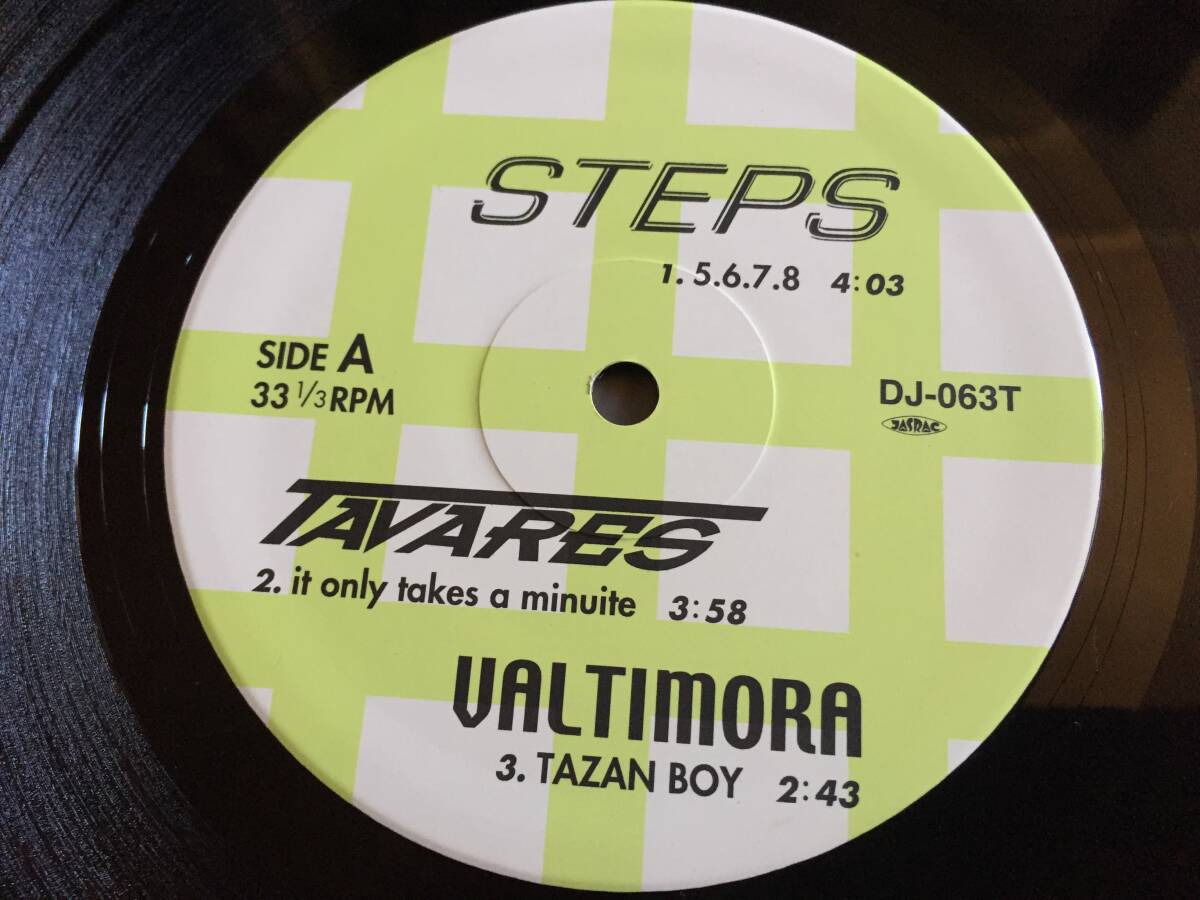 STEPS
1. 5.6.7.8 4:03
SIDE A
33 1/3 RPM
DJ-063T
JASRAC
TAVARES
2. it only takes a minuite 3:58
VALTIMORA
3. TAZAN BOY 2:43